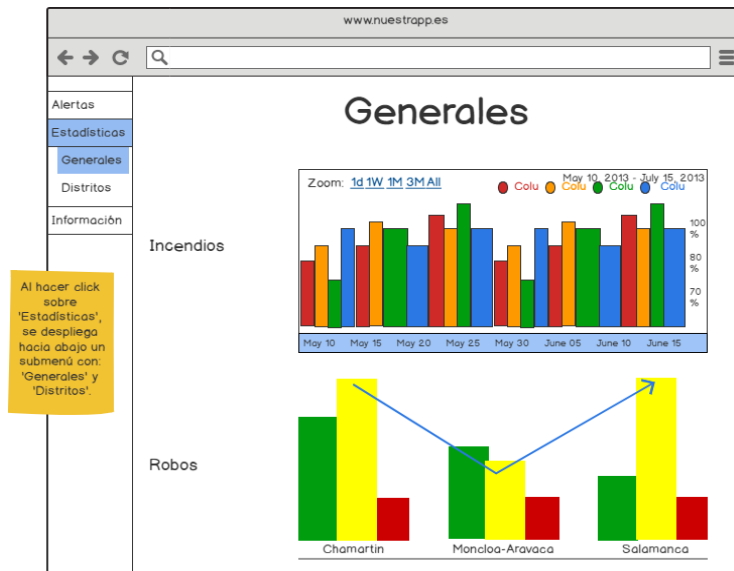 www.nuestrapp.es
Alertas
Estadísticas
Generales
Distritos
Información
Al hacer click
sobre
'Estadísticas',
se despliega
hacia abajo un
submenú con:
'Generales' y
'Distritos'.
Generales
Incendios
Zoom: 1d 1W 1M 3M All
May 10, 2013 - July 15, 2013
Colu Colu Colu Colu
100
%
80
%
70
%
May 10 May 15 May 20 May 25 May 30 June 05 June 10 June 15
Robos
Chamartin Moncloa-Aravaca Salamanca